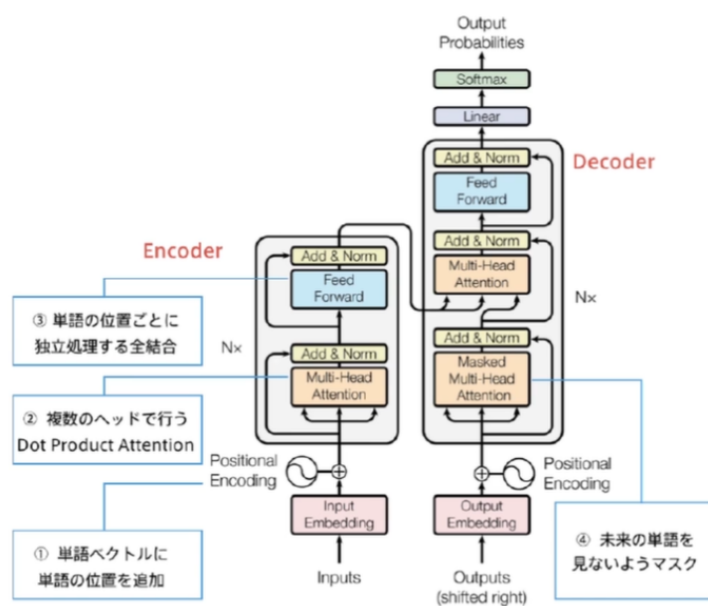 Output
Probabilities
Softmax
Linear
Decoder
Add & Norm
Feed
Forward
Add & Norm
Multi-Head
Attention
Nx
Add & Norm
Masked
Multi-Head
Attention
Encoder
Add & Norm
Feed
Forward
Nx
Add & Norm
Multi-Head
Attention
③ 単語の位置ごとに
独立処理する全結合
② 複数のヘッドで行う
Dot Product Attention
① 単語ベクトルに
単語の位置を追加
Positional
Encoding
Input
Embedding
Inputs
Positional
Encoding
Output
Embedding
Outputs
(shifted right)
④ 未来の単語を
見ないようマスク